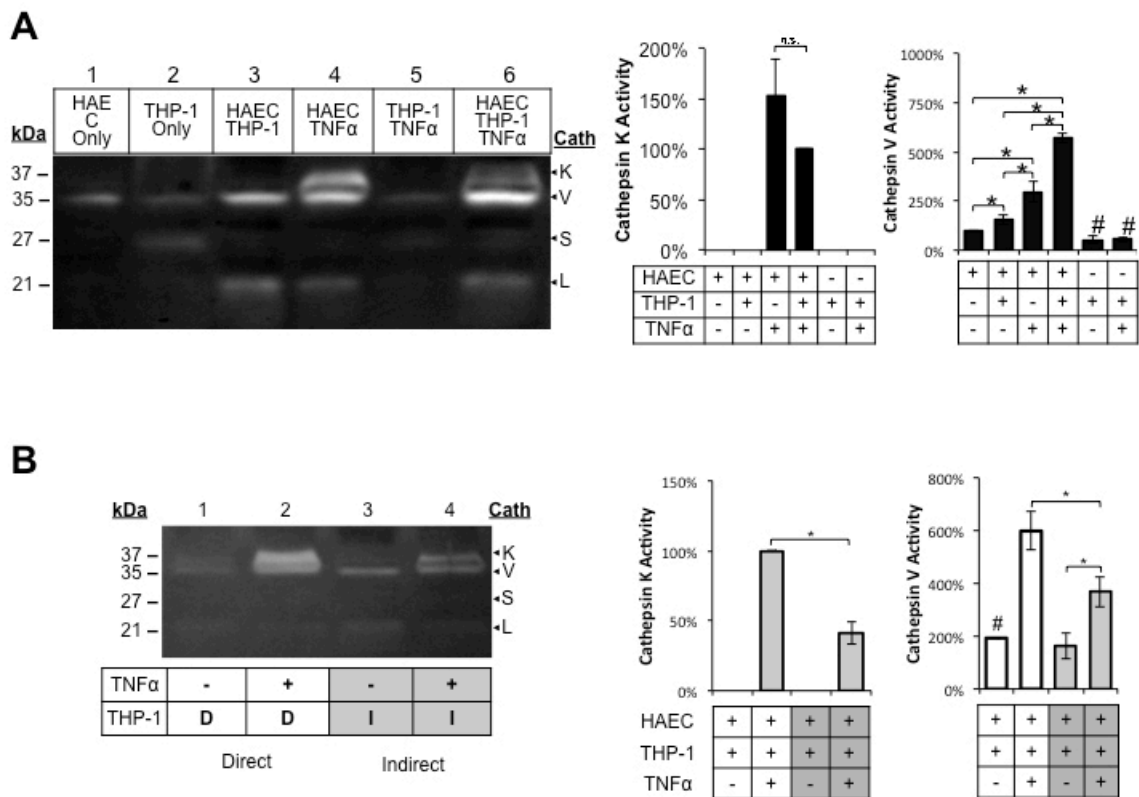 A
1 2 3 4 5 6
HAE C Only THP-1 Only HAEC THP-1 HAEC TNFα THP-1 TNFα HAEC THP-1 TNFα
kDa Cath
37 – K
35 – V
27 – S
21 – L
n.s.
200%
150%
100%
50%
0%
Cathepsin K Activity
HAEC + + + + - -
THP-1 - + - + + +
TNFα - - + + - +
1000%
750%
500%
250%
0%
Cathepsin V Activity
* * * * * * # #
+ + + + - -
- + - + + +
- - + + - +
B
kDa 1 2 3 4 Cath
37 – K
35 – V
27 – S
21 – L
TNFα - + - +
THP-1 D D I I
Direct Indirect
150%
100%
50%
0%
Cathepsin K Activity
*
HAEC + + + +
THP-1 + + + +
TNFα - + - +
800%
600%
400%
200%
0%
Cathepsin V Activity
# * *
+ + + +
+ + + +
- + - +